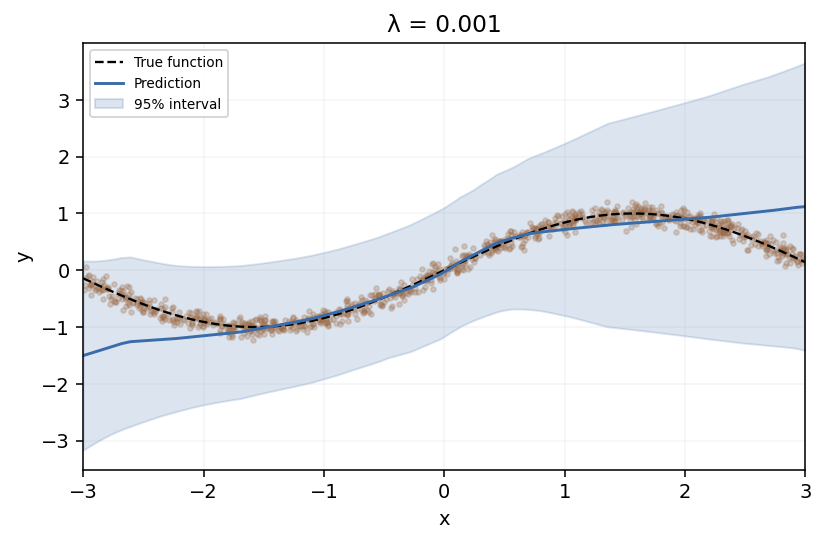 λ = 0.001
True function
Prediction
95% interval
y
3
2
1
0
−1
−2
−3
−3 −2 −1 0 1 2 3
x